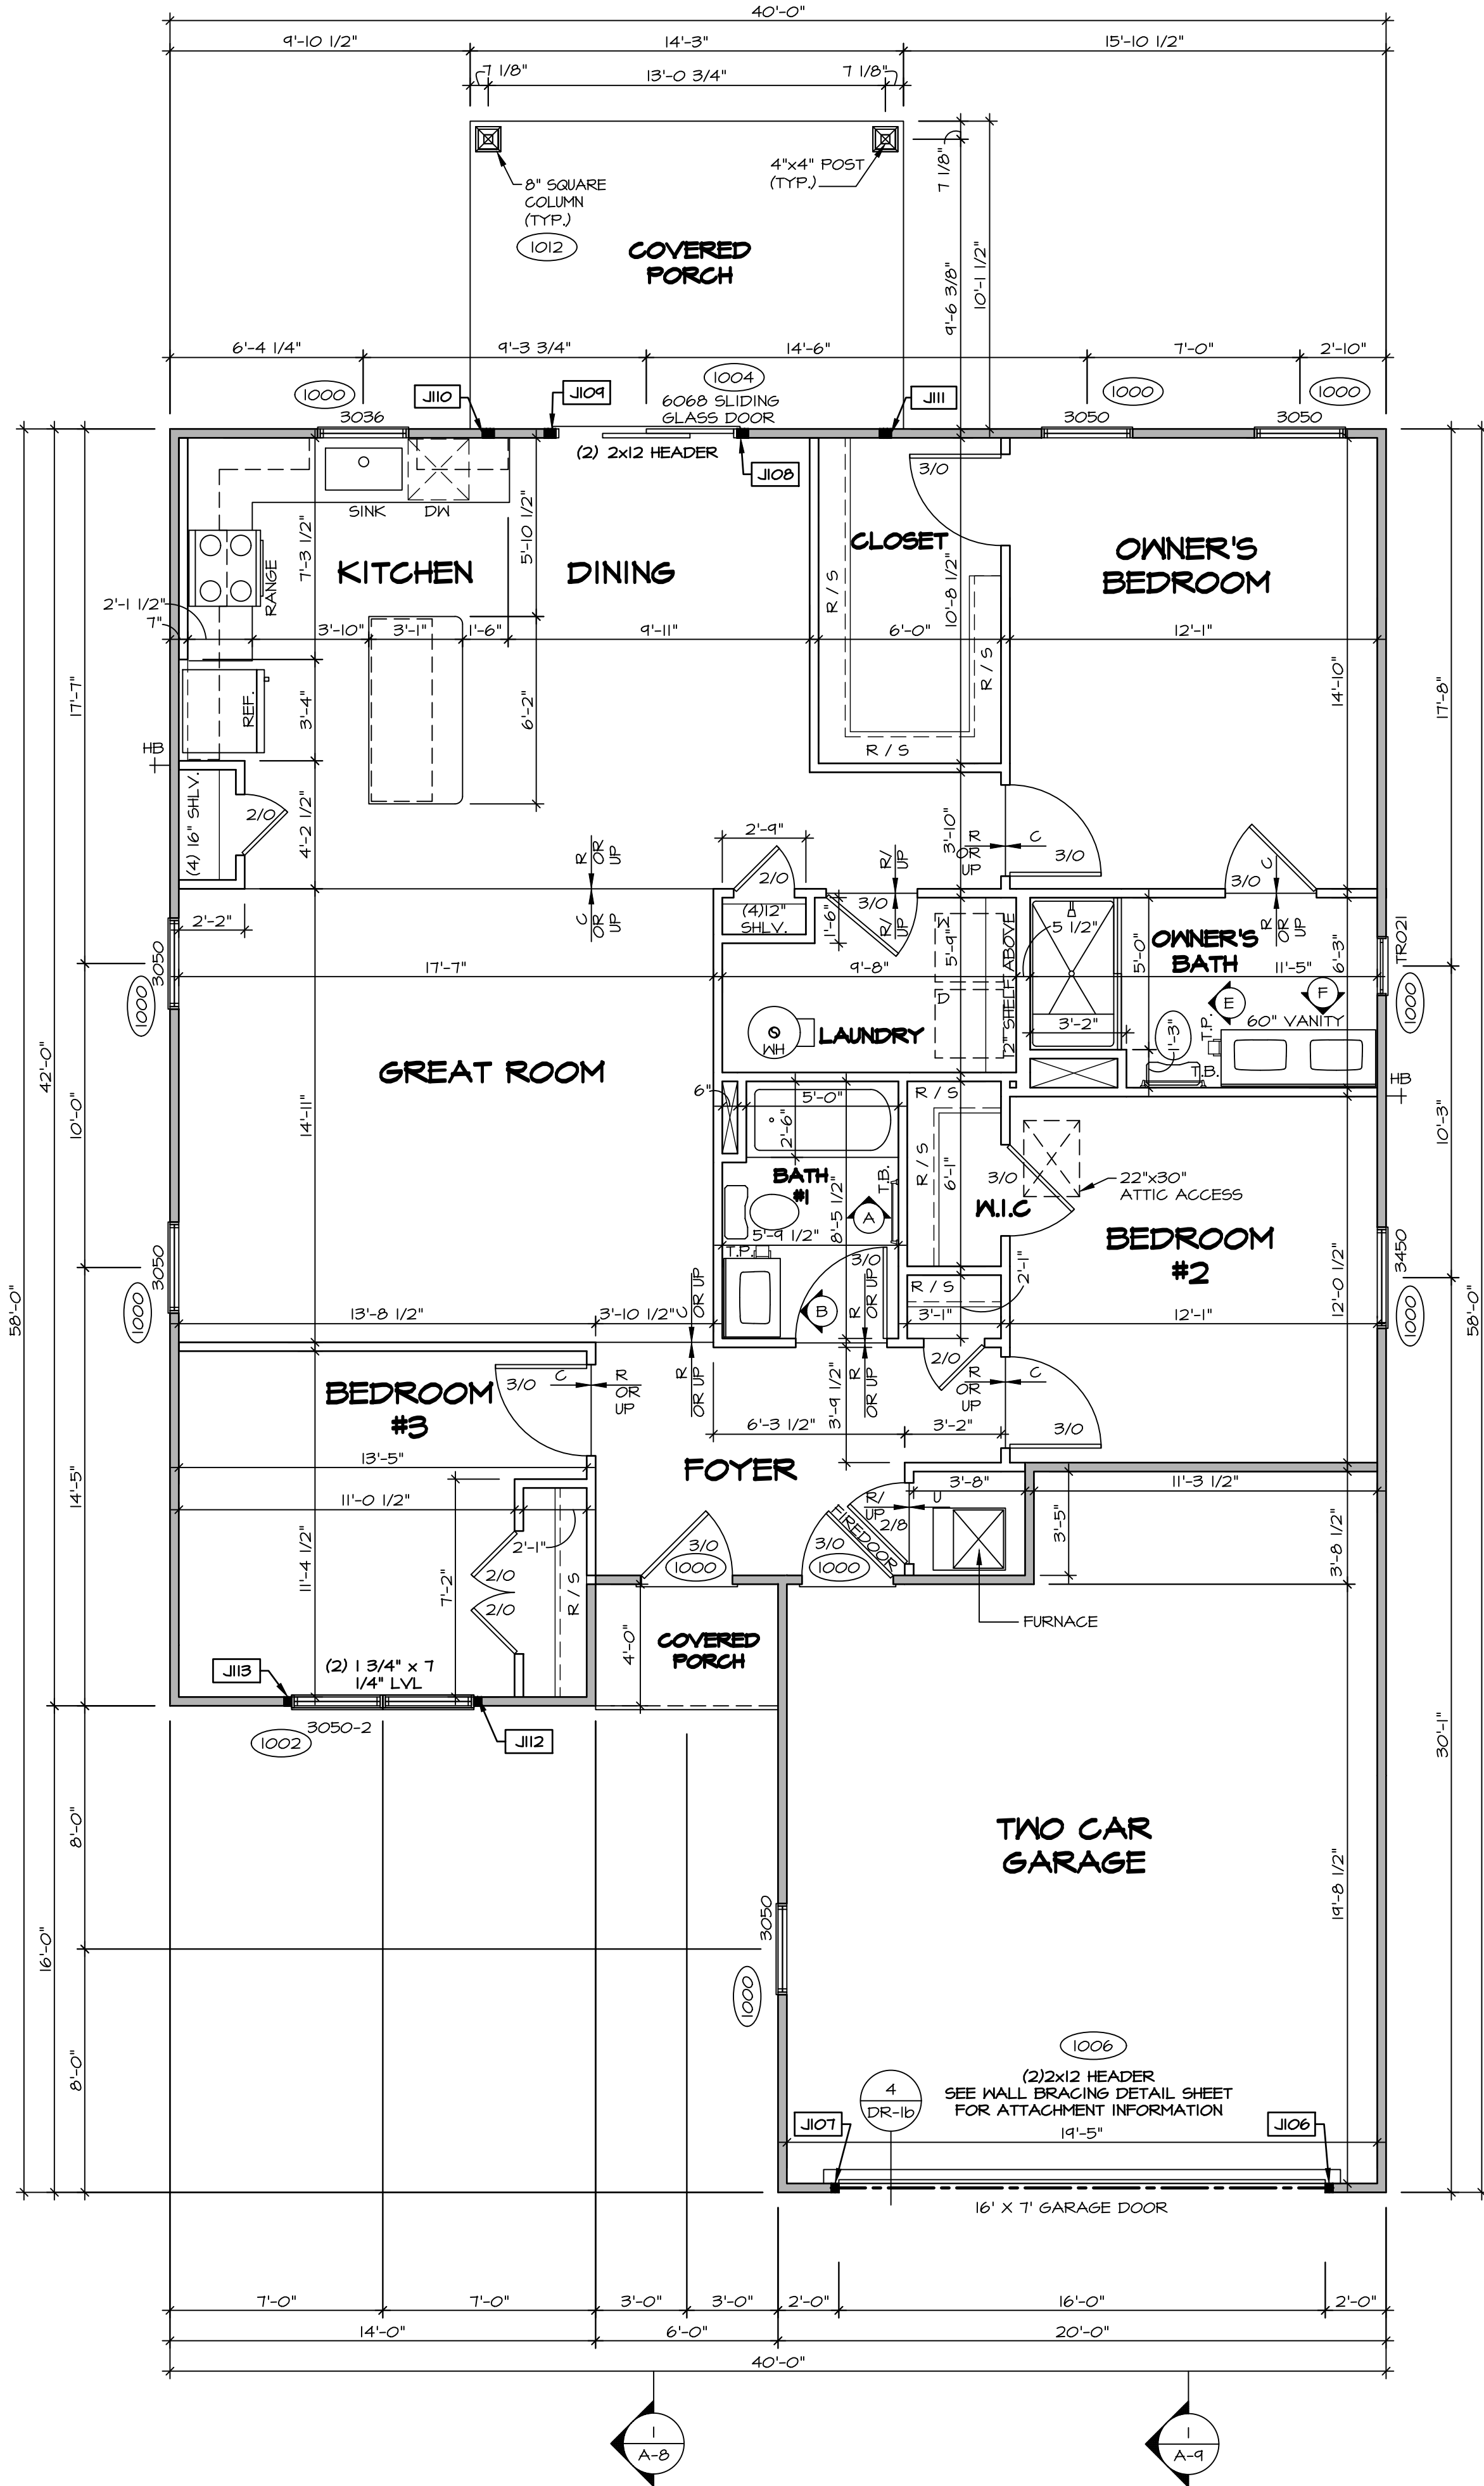 40'-0"
9'-10 1/2"
14'-3"
15'-10 1/2"
7 1/8"
13'-0 3/4"
7 1/8"
8" SQUARE
COLUMN
(TYP.)
1012
4"x4" POST
(TYP.)
COVERED
PORCH
7 1/8"
9'-6 3/8"
10'-1 1/2"
6'-4 1/4"
9'-3 3/4"
14'-6"
7'-0"
2'-10"
1000
3036
J110
J109
1004
6068 SLIDING
GLASS DOOR
J111
1000
3050
1000
3050
(2) 2x12 HEADER
J108
SINK
DW
RANGE
7'-3 1/2"
KITCHEN
5'-10 1/2"
DINING
CLOSET
3/0
R / S
10'-8 1/2"
R / S
R / S
OWNER'S
BEDROOM
2'-1 1/2"
7"
3'-10"
3'-1"
1'-6"
9'-11"
6'-0"
12'-1"
17'-7"
REF.
3'-4"
6'-2"
14'-10"
17'-8"
HB
(4) 16" SHLV.
2/0
4'-2 1/2"
2'-2"
R
OR
UP
C
OR
UP
2'-9"
2/0
(4)12"
SHLV.
1'-6"
3/0
R/
UP
R/
UP
3'-10"
R
OR
UP
C
3/0
3/0
C
R
OR
UP
3050
1000
17'-7"
9'-8"
5'-9"
W
D
12" SHELF ABOVE
5 1/2"
5'-0"
OWNER'S
BATH
11'-5"
6'-3"
TR021
1000
E
F
60" VANITY
T.P.
3'-2"
1'-3"
T.B.
HB
WH
LAUNDRY
GREAT ROOM
42'-0"
10'-0"
14'-11"
6"
5'-0"
2'-6"
BATH
#1
T.B.
A
8'-5 1/2"
5'-9 1/2"
T.P.
3/0
B
R / S
R / S
6'-1"
W.I.C
3/0
22"x30"
ATTIC ACCESS
BEDROOM
#2
10'-3"
3450
1000
12'-0 1/2"
2'-1"
R / S
3'-1"
12'-1"
3050
1000
13'-8 1/2"
3'-10 1/2"
C
OR UP
R
OR UP
R
OR UP
R
OR UP
58'-0"
58'-0"
BEDROOM
#3
3/0
C
R
OR
UP
2/0
R
OR
UP
C
3/0
3'-9 1/2"
6'-3 1/2"
3'-2"
FOYER
13'-5"
11'-0 1/2"
14'-5"
11'-4 1/2"
7'-2"
2'-1"
2/0
2/0
R / S
3/0
1000
3/0
1000
FIREDOOR
R/
UP
U
2/8
3'-8"
11'-3 1/2"
3'-5"
3'-8 1/2"
FURNACE
4'-0"
COVERED
PORCH
J113
(2) 1 3/4" x 7
1/4" LVL
3050-2
1002
J112
30'-1"
TWO CAR
GARAGE
8'-0"
16'-0"
8'-0"
3050
1000
19'-8 1/2"
1006
(2)2x12 HEADER
SEE WALL BRACING DETAIL SHEET
FOR ATTACHMENT INFORMATION
4
DR-1b
J107
J106
19'-5"
16' X 7' GARAGE DOOR
7'-0"
7'-0"
3'-0"
3'-0"
2'-0"
16'-0"
2'-0"
14'-0"
6'-0"
20'-0"
40'-0"
1
A-8
1
A-9